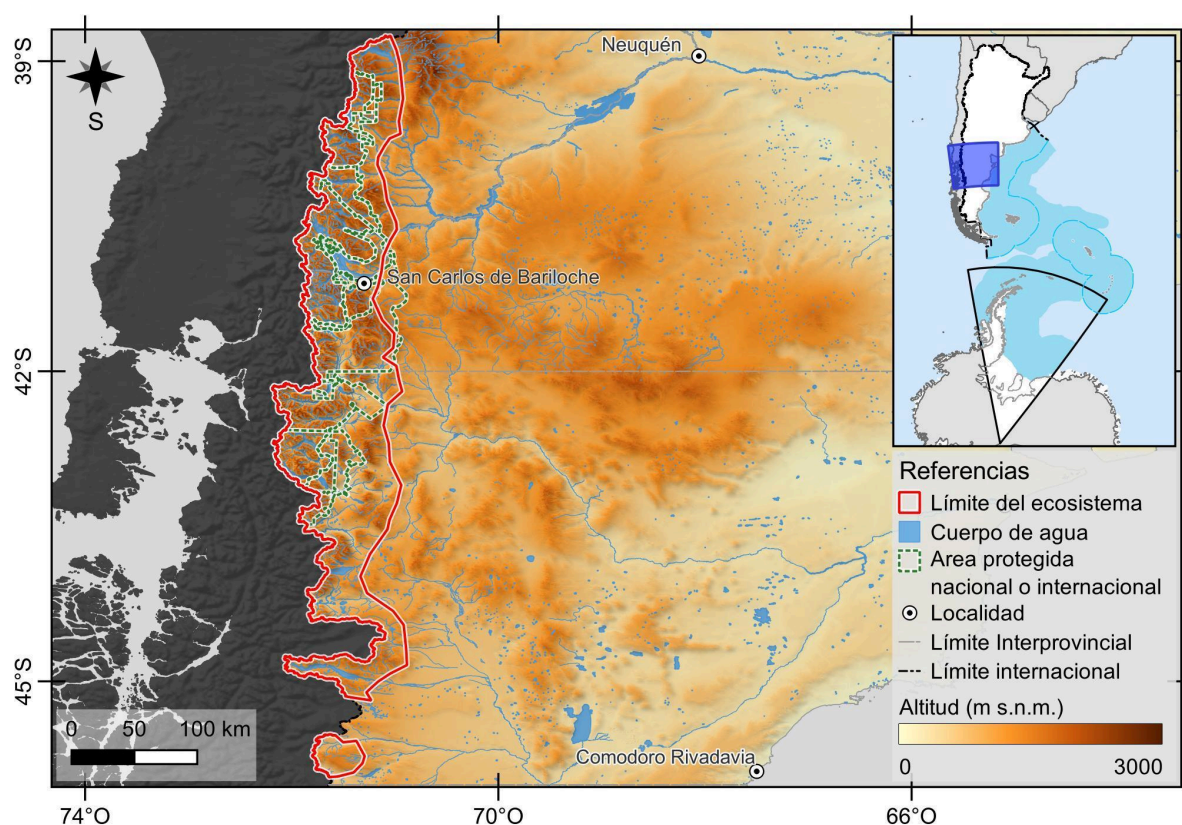 39°S
S
Neuquén
San Carlos de Bariloche
42°S
Referencias
Límite del ecosistema
Cuerpo de agua
Area protegida
nacional o internacional
Localidad
Límite Interprovincial
Límite internacional
45°S
Altitud (m s.n.m.)
0 3000
0 50 100 km
Comodoro Rivadavia
74°O 70°O 66°O